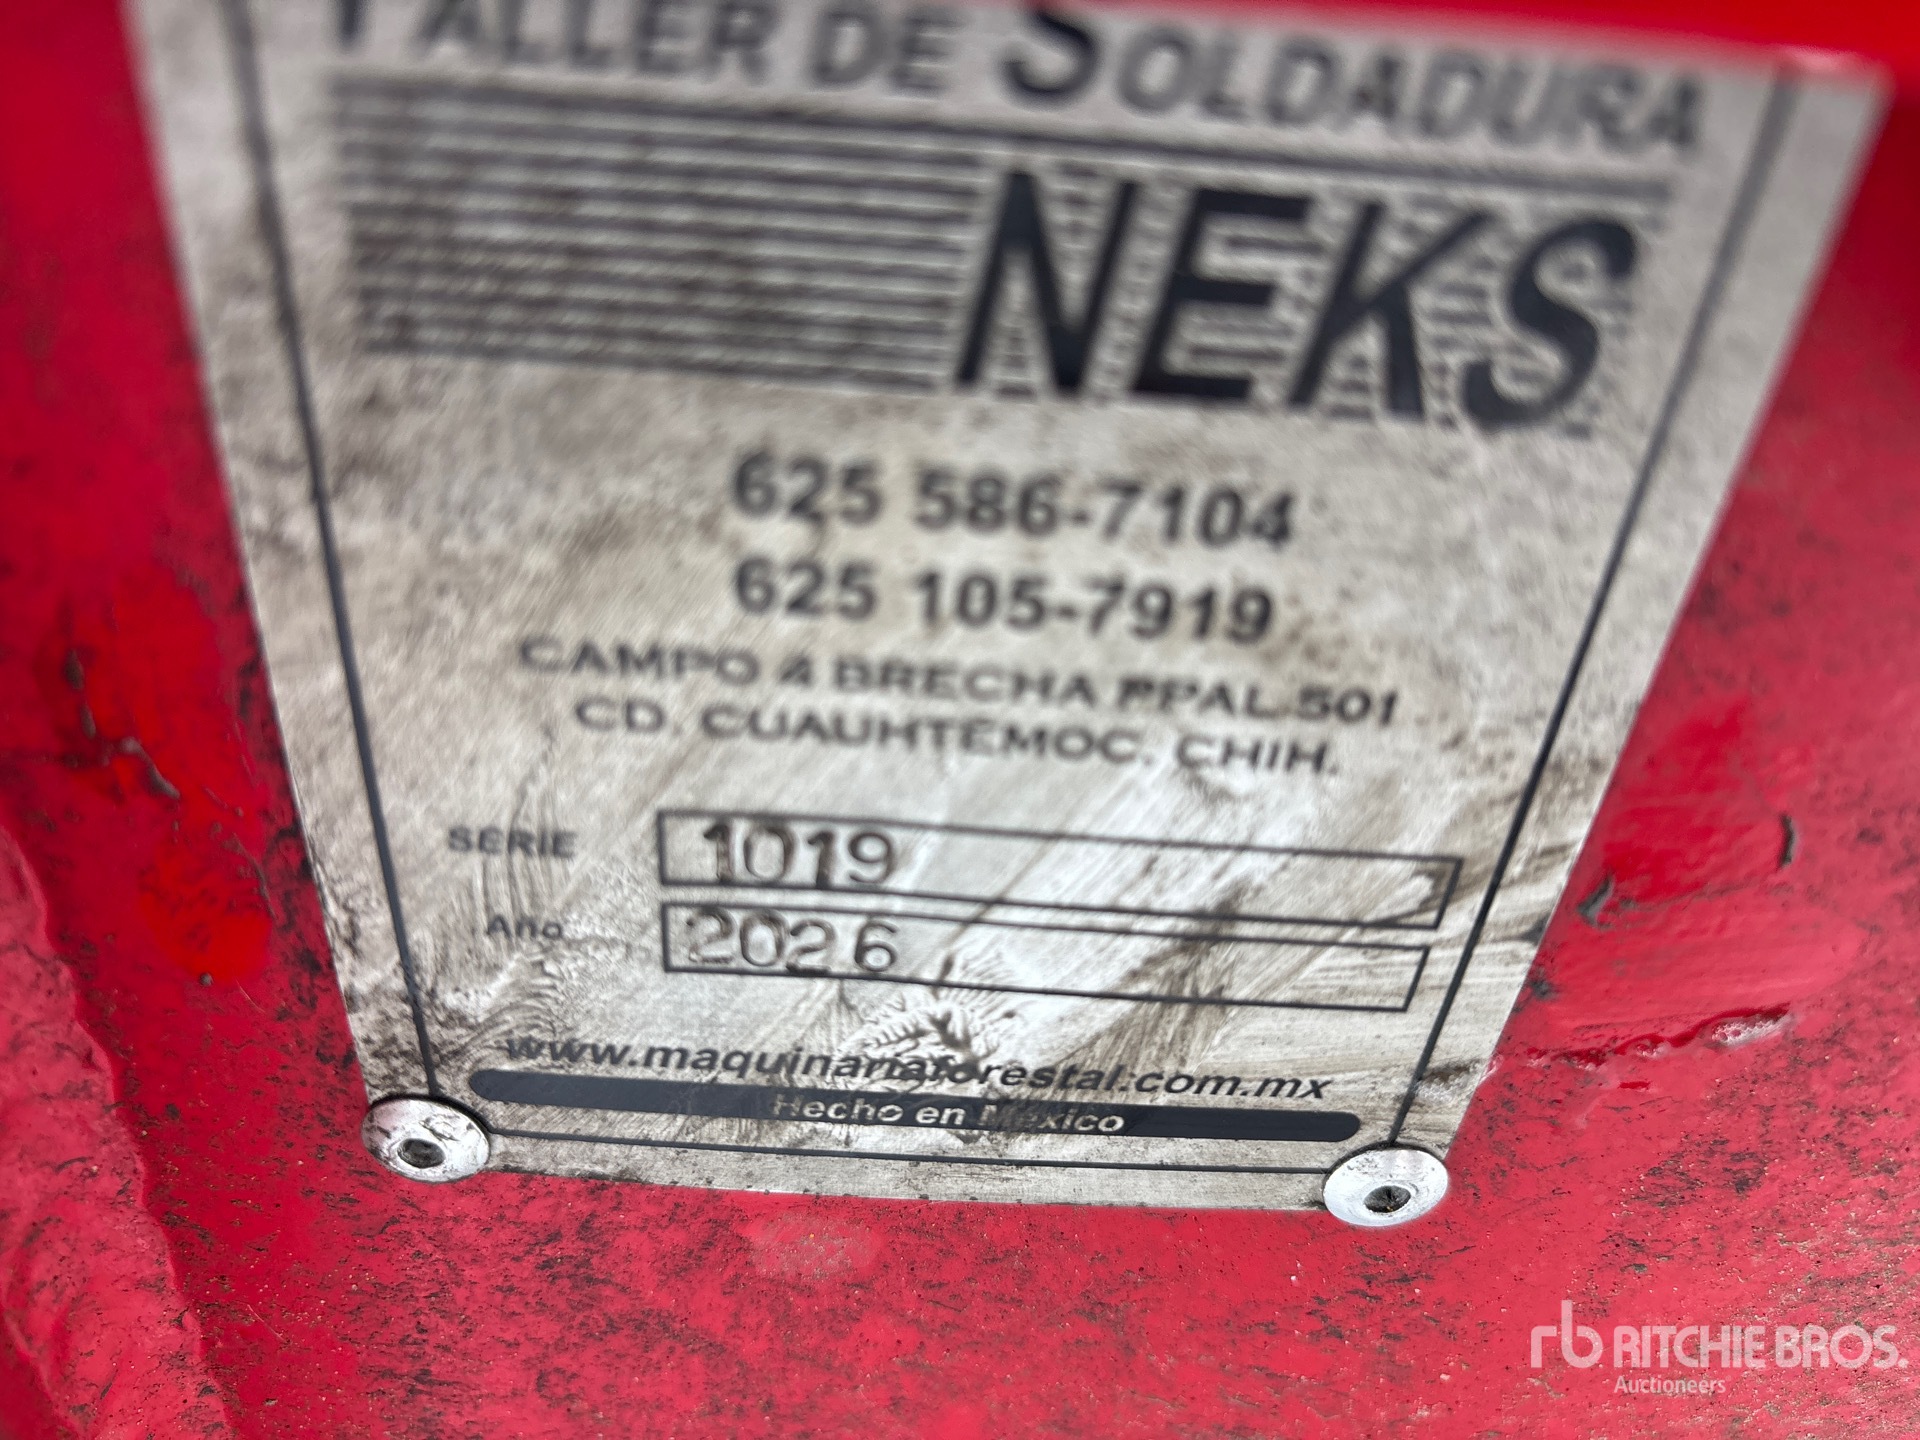 TALLER DE SOLDADURA
NEKS
625 586-7104
625 105-7919
CAMPO 4 BRECHA PPAL.501
CD. CUAUHTEMOC, CHIH.
SERIE 1019
Año 2026
www.maquinariaforestal.com.mx
Hecho en México
rb RITCHIE BROS.
Auctioneers